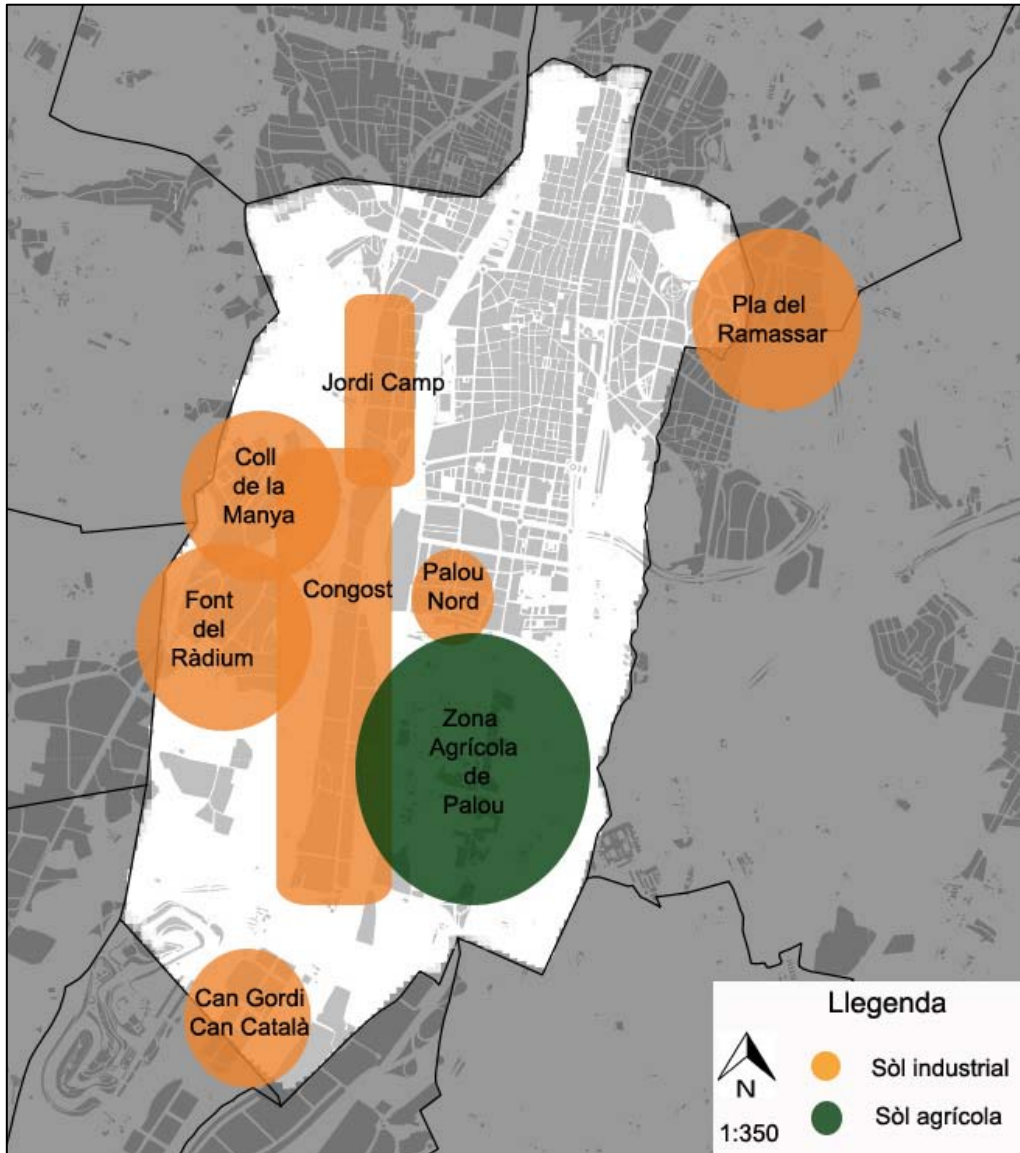 Pla del
Ramassar
Jordi Camp
Coll
de la
Manya
Congost
Palou
Nord
Font
del
Ràdium
Zona
Agrícola
de
Palou
Can Gordi
Can Català
Llegenda
N
1:350
Sòl industrial
Sòl agrícola